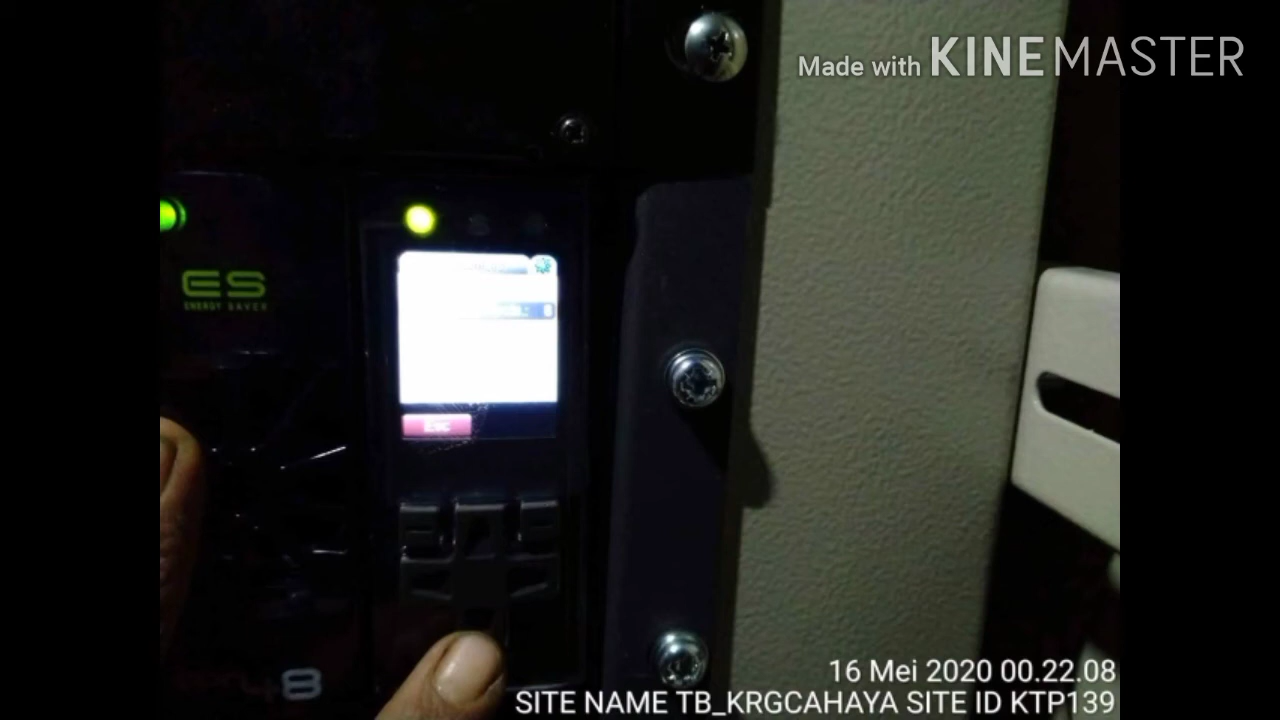 Made with KINEMASTER
ES
ENERGY SAVER
Esc
8
16 Mei 2020 00.22.08
SITE NAME TB_KRGCAHAYA SITE ID KTP139